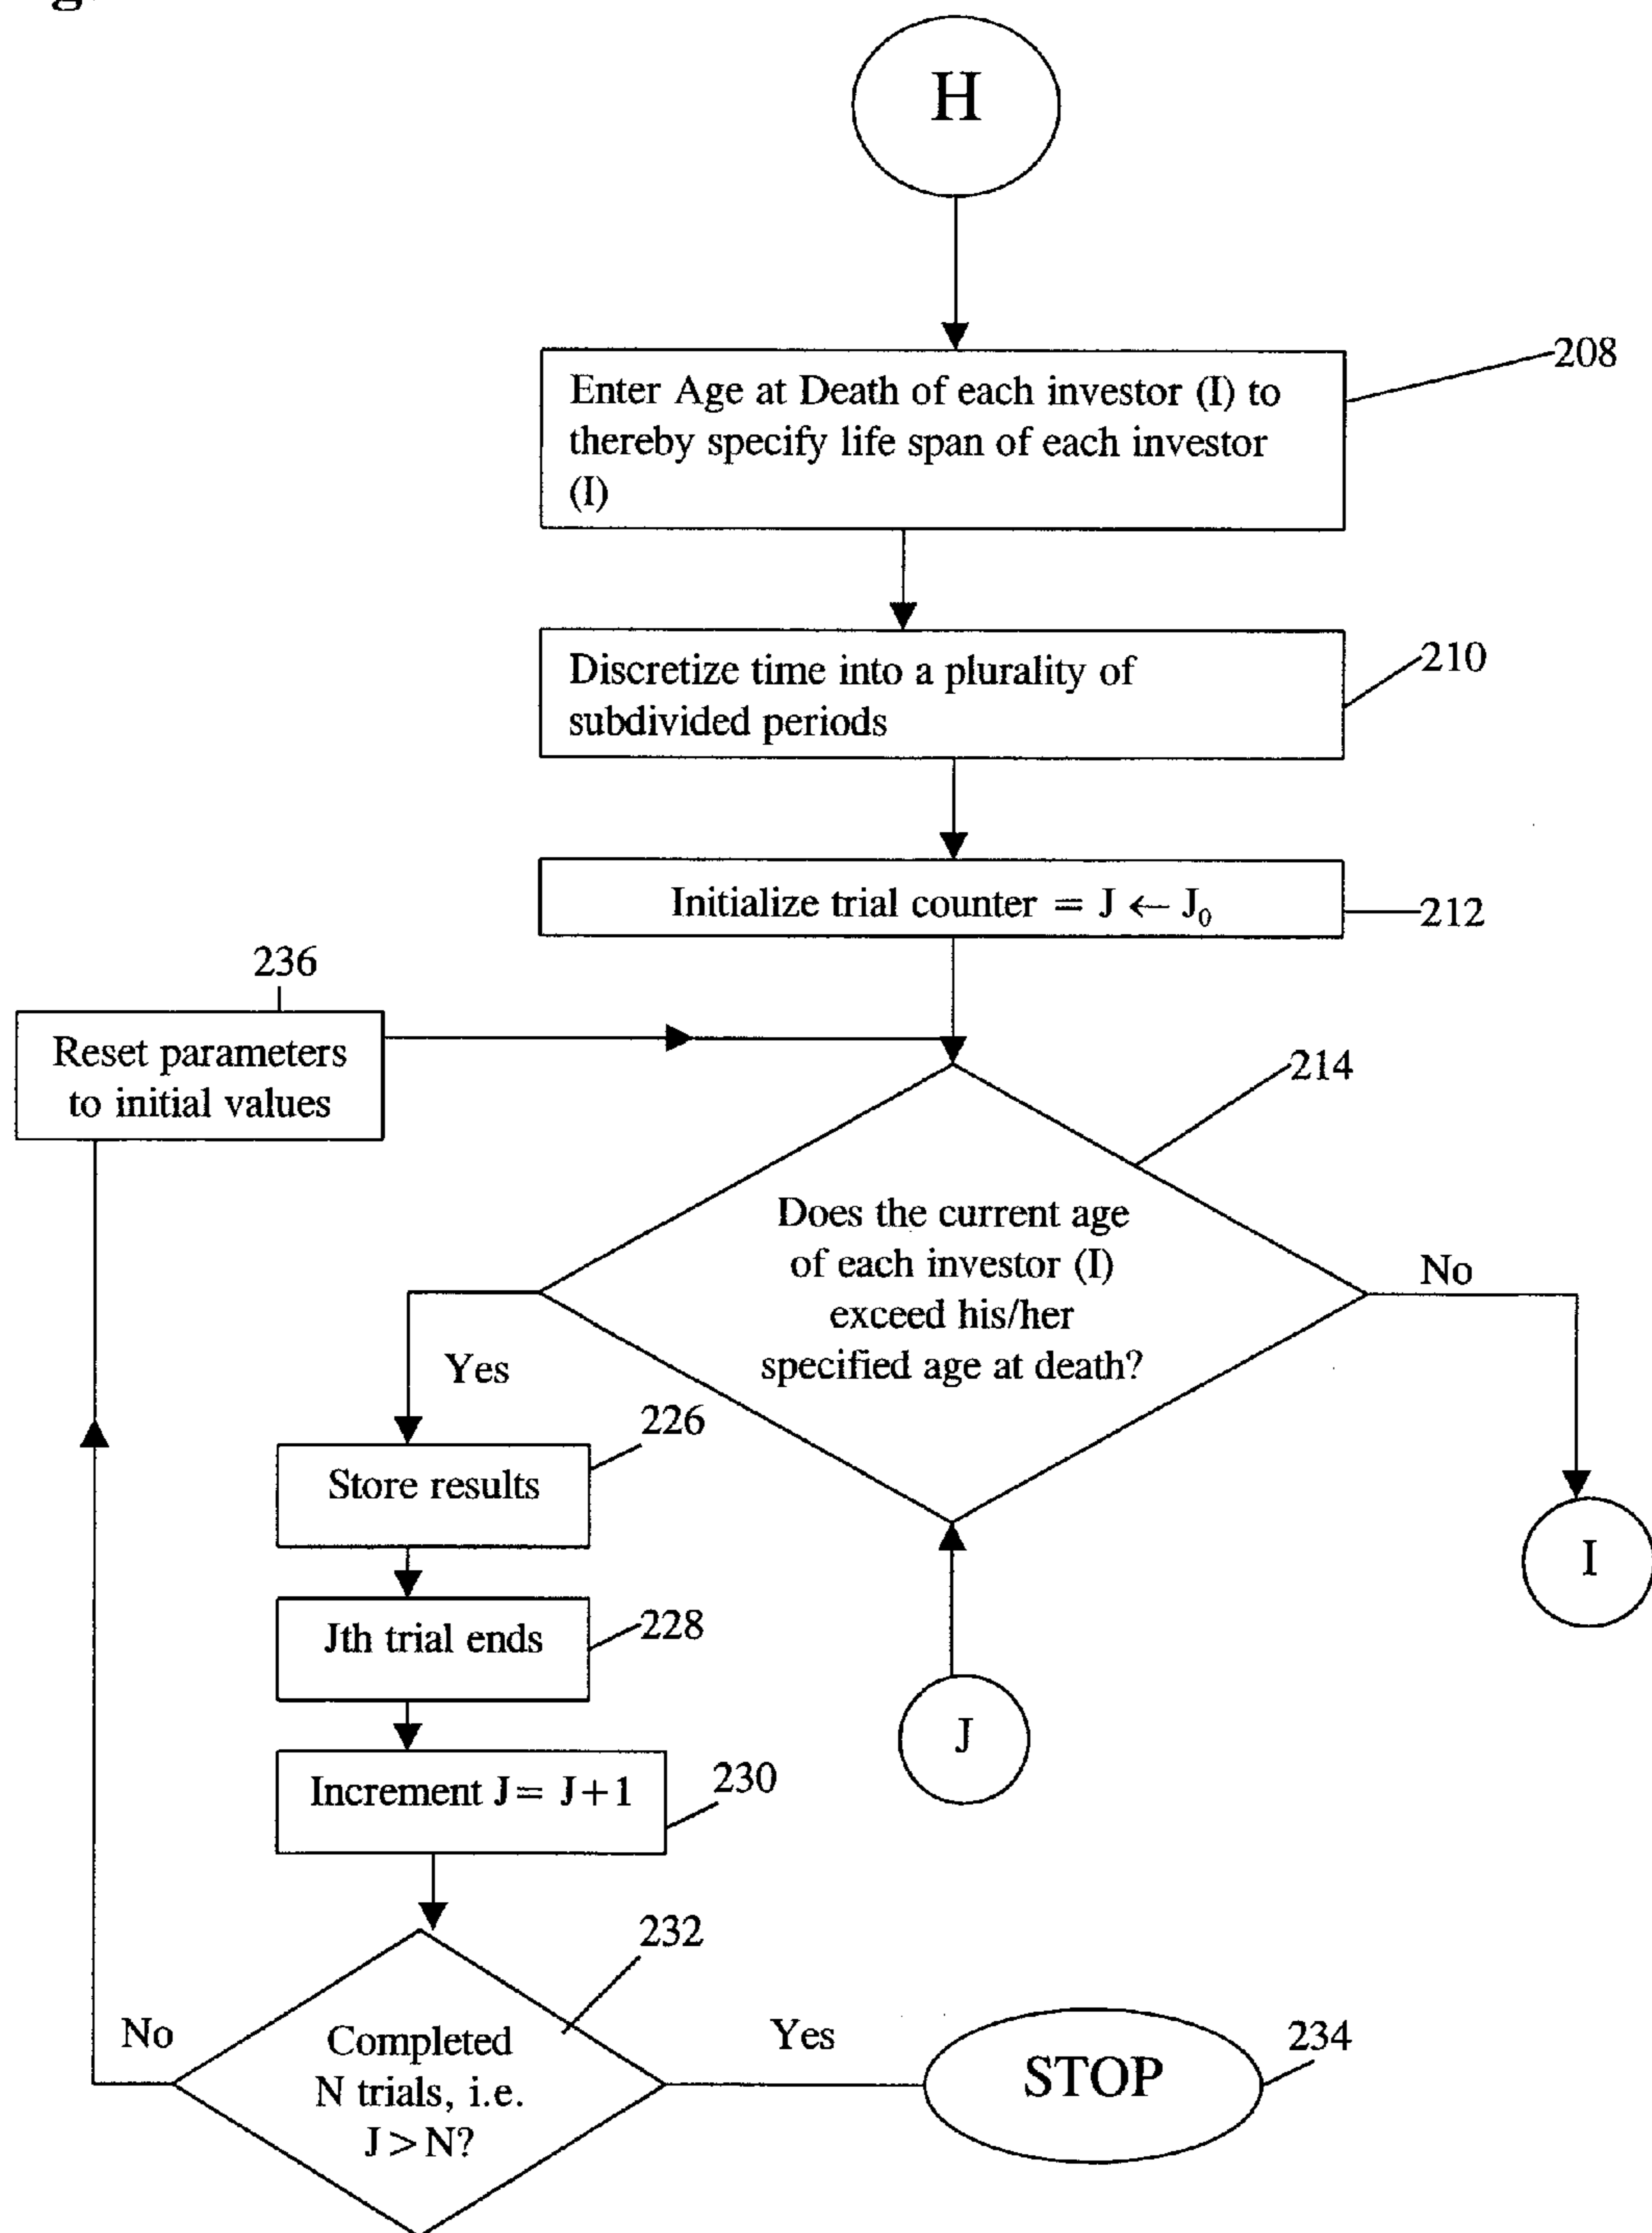 H
Enter Age at Death of each investor (I) to
thereby specify life span of each investor
(I)
208
Discretize time into a plurality of
subdivided periods
210
Initialize trial counter = J ← J₀
212
236
Reset parameters
to initial values
214
Does the current age
of each investor (I)
exceed his/her
specified age at death?
No
Yes
226
Store results
I
Jth trial ends
228
J
Increment J= J+1
230
232
No
Completed
N trials, i.e.
J>N?
Yes
STOP
234